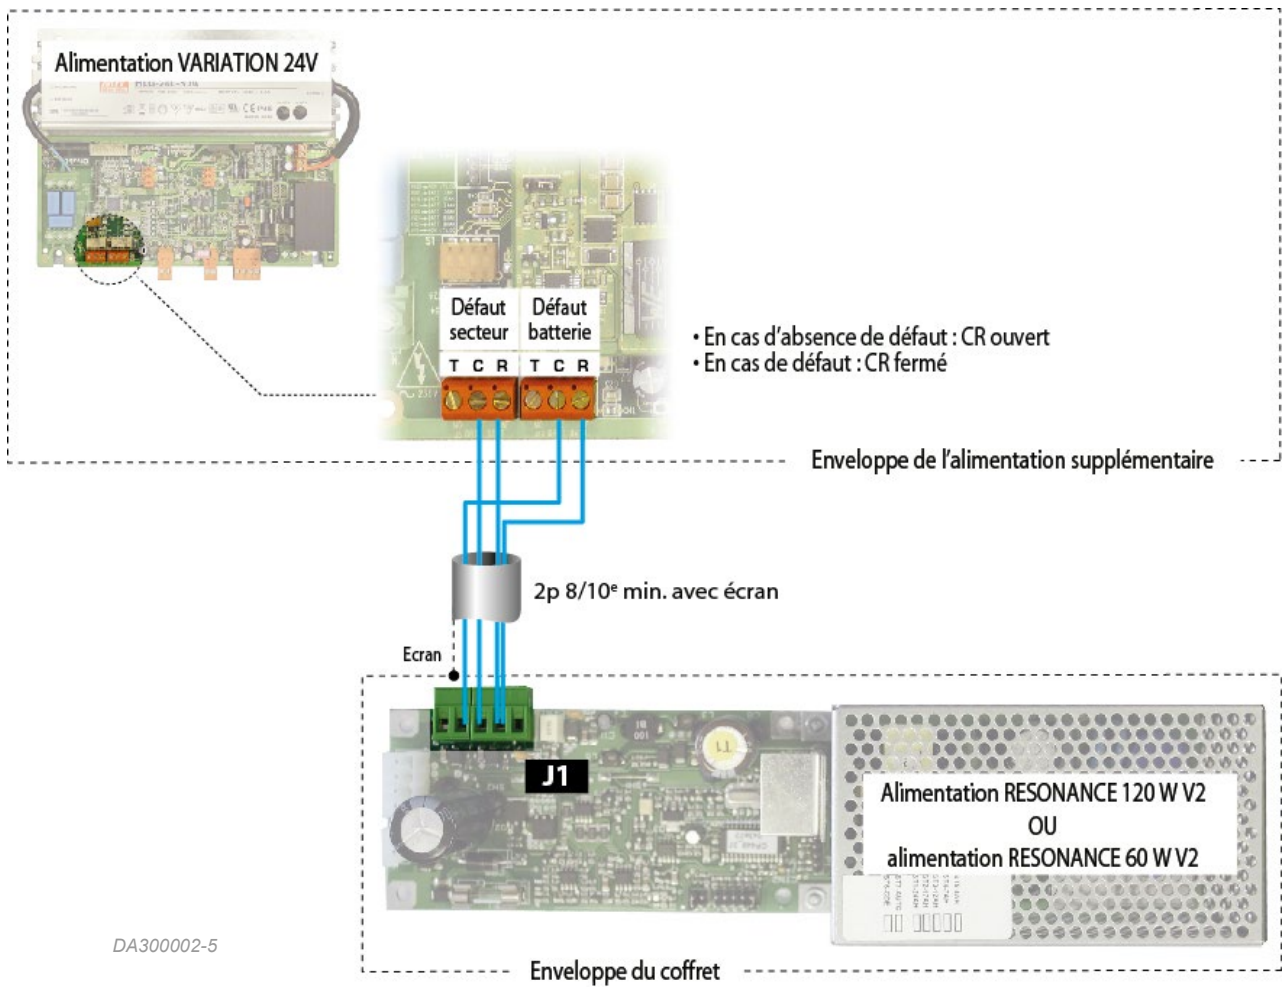 Alimentation VARIATION 24V
Défaut
secteur
Défaut
batterie
T C R T C R
• En cas d'absence de défaut : CR ouvert
• En cas de défaut : CR fermé
Enveloppe de l'alimentation supplémentaire
2p 8/10ᵉ min. avec écran
Ecran
J1
T1
Alimentation RESONANCE 120 W V2
OU
alimentation RESONANCE 60 W V2
DA300002-5
Enveloppe du coffret